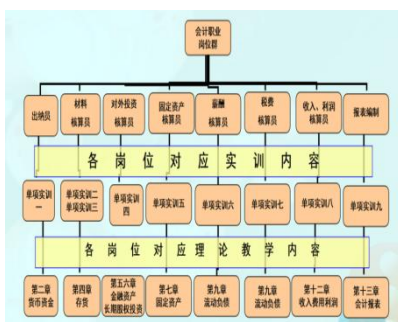 会计职业
岗位群
出纳员
材料
核算员
对外投资
核算员
固定资产
核算员
薪酬
核算员
税费
核算员
收入、利润
核算员
报表编制
各岗位对应实训内容
单项实训
一
单项实训二
单项实训三
单项实训
四
单项实训五
单项实训六
单项实训七
单项实训八
单项实训九
各岗位对应理论教学内容
第二章
货币资金
第四章
存货
第五六章
金融资产
长期股权投资
第七章
固定资产
第九章
流动负债
第九章
流动负债
第十二章
收入费用利润
第十三章
会计报表